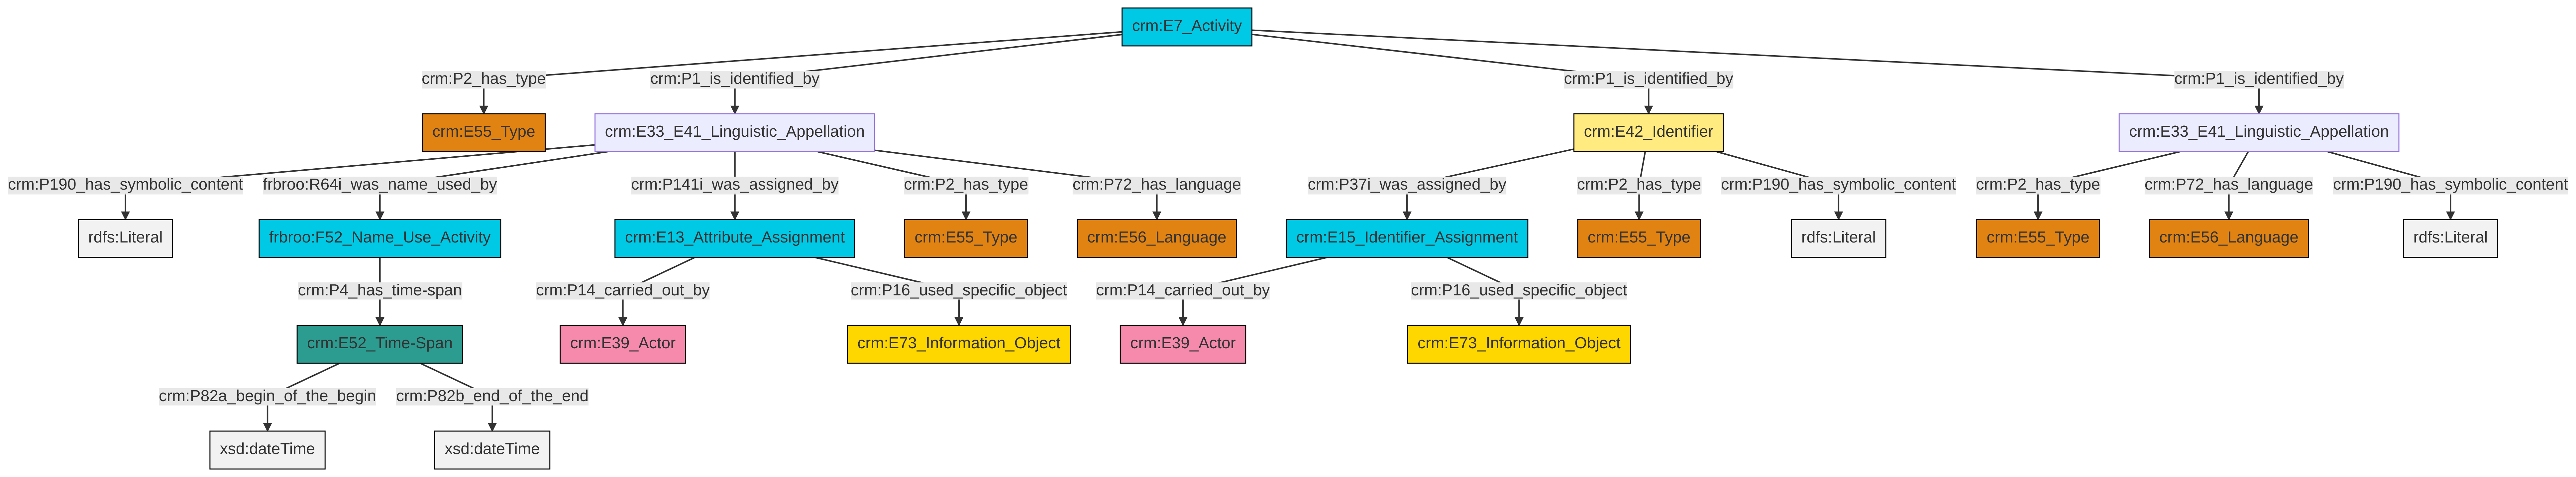 crm:E7_Activity
crm:P2_has_type
crm:P1_is_identified_by
crm:P1_is_identified_by
crm:P1_is_identified_by
crm:E55_Type
crm:E33_E41_Linguistic_Appellation
crm:E42_Identifier
crm:E33_E41_Linguistic_Appellation
crm:P190_has_symbolic_content
frbroo:R64i_was_name_used_by
crm:P141i_was_assigned_by
crm:P2_has_type
crm:P72_has_language
crm:P37i_was_assigned_by
crm:P2_has_type
crm:P190_has_symbolic_content
crm:P2_has_type
crm:P72_has_language
crm:P190_has_symbolic_content
rdfs:Literal
frbroo:F52_Name_Use_Activity
crm:E13_Attribute_Assignment
crm:E55_Type
crm:E56_Language
crm:E15_Identifier_Assignment
crm:E55_Type
rdfs:Literal
crm:E55_Type
crm:E56_Language
rdfs:Literal
crm:P4_has_time-span
crm:P14_carried_out_by
crm:P16_used_specific_object
crm:P14_carried_out_by
crm:P16_used_specific_object
crm:E52_Time-Span
crm:E39_Actor
crm:E73_Information_Object
crm:E39_Actor
crm:E73_Information_Object
crm:P82a_begin_of_the_begin
crm:P82b_end_of_the_end
xsd:dateTime
xsd:dateTime